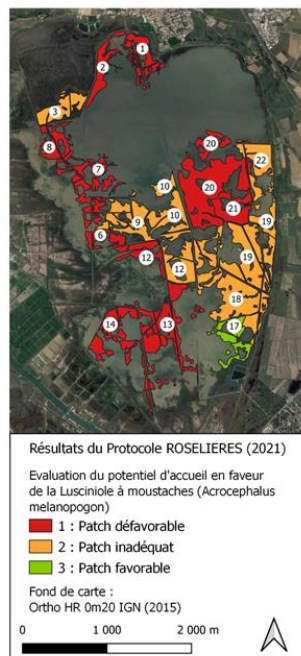 1
2
3
8
7
20
22
10
20
10
21
9
19
6
12
19
12
18
14
13
17
Résultats du Protocole ROSELIERES (2021)
Evaluation du potentiel d'accueil en faveur
de la Lusciniole à moustaches (Acrocephalus
melanopogon)
1 : Patch défavorable
2 : Patch inadéquat
3 : Patch favorable
Fond de carte :
Ortho HR 0m20 IGN (2015)
0 1 000 2 000 m